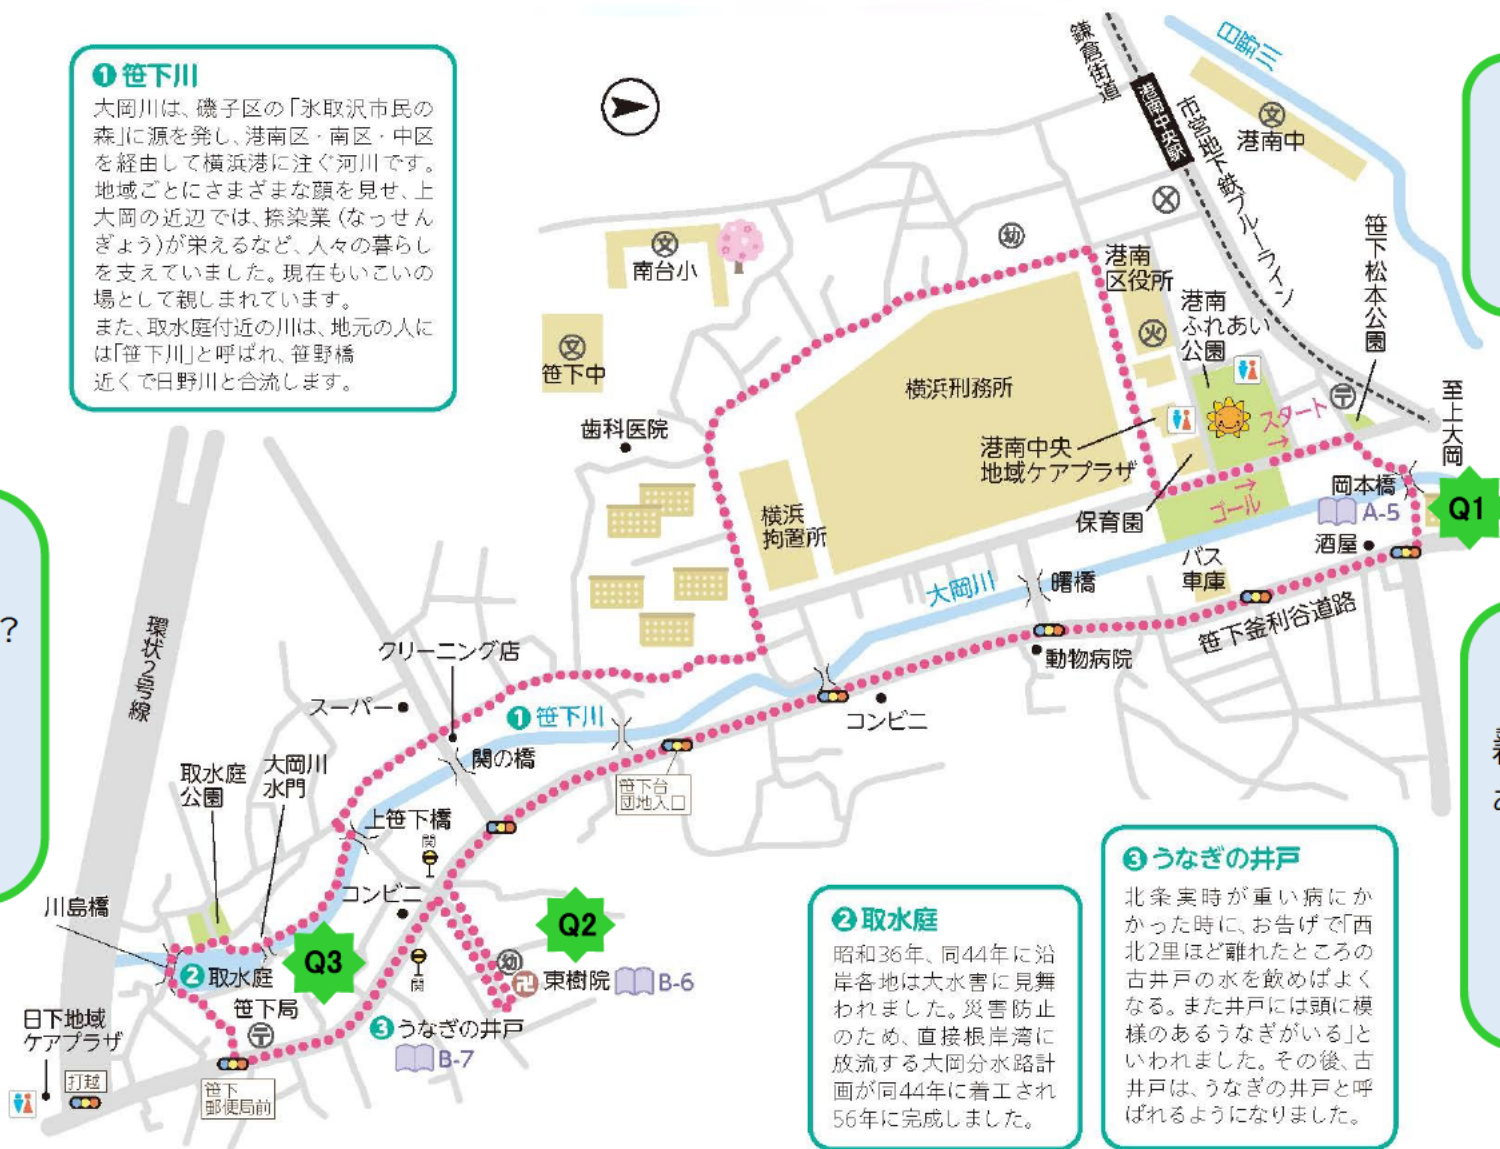 ❶笹下川
大岡川は、磯子区の「氷取沢市民の
森」に源を発し、港南区・南区・中区
を経由して横浜港に注ぐ河川です。
地域ごとにさまざまな顔を見せ、上
大岡の近辺では、捺染業(なっせん
ぎょう)が栄えるなど、人々の暮らし
を支えていました。現在もいこいの
場として親しまれています。
また、取水庭付近の川は、地元の人に
は「笹下川」と呼ばれ、笹野橋
近くで日野川と合流します。
鎌倉街道
港南中央駅
市営地下鉄ブルーライン
日野川
文
港南中
笹下松本公園
至上大岡
幼
文
南台小
文
笹下中
歯科医院
港南
区役所
火
港南
ふれあい
公園
横浜刑務所
スタート
港南中央
地域ケアプラザ
保育園
ゴール
岡本橋
A-5
Q1
酒屋
横浜
拘置所
バス
車庫
大岡川
曙橋
笹下釜利谷道路
動物病院
コンビニ
?
環状2号線
クリーニング店
スーパー
❶笹下川
関の橋
笹下台
団地入口
取水庭
公園
大岡川
水門
上笹下橋
関
コンビニ
川島橋
Q2
Q3
❷取水庭
関
幼
卍
東樹院
B-6
笹下局
❸うなぎの井戸
B-7
日下地域
ケアプラザ
打越
笹下
郵便局前
❷取水庭
昭和36年、同44年に沿
岸各地は大水害に見舞
われました。災害防止
のため、直接根岸湾に
放流する大岡分水路計
画が同44年に着工され
56年に完成しました。
❸うなぎの井戸
北条実時が重い病にか
かった時に、お告げで「西
北2里ほど離れたところの
古井戸の水を飲めばよく
なる。また井戸には頭に模
様のあるうなぎがいる」と
いわれました。その後、古
井戸は、うなぎの井戸と呼
ばれるようになりました。